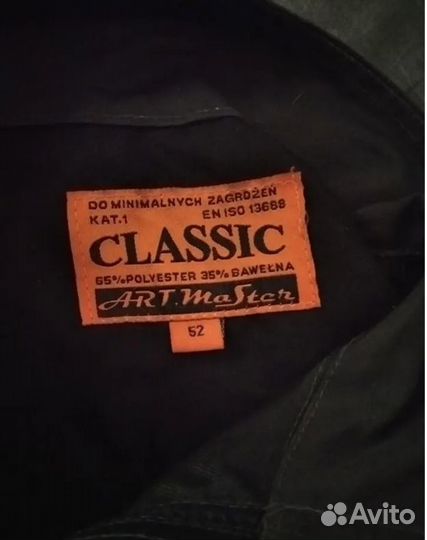 DO MINIMALNYCH ZAGROŻEŃ
KAT.1 EN ISO 13688
CLASSIC
65%POLYESTER 35% BAWEŁNA
ART.MaSter
52
Avito